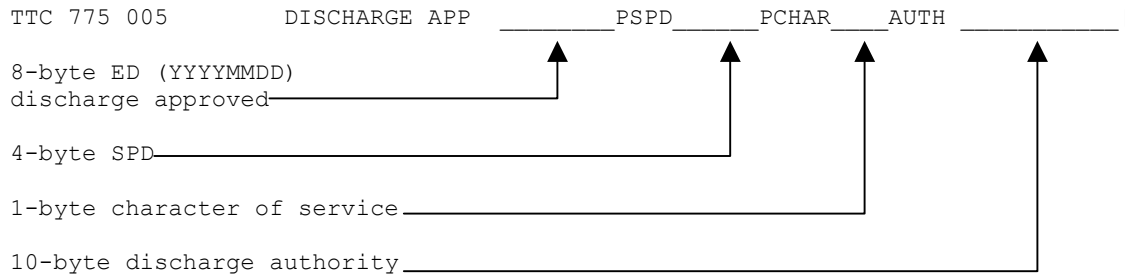 TTC 775 005 DISCHARGE APP ________PSPD______PCHAR____AUTH ___________
8-byte ED (YYYYMMDD)
discharge approved
4-byte SPD
1-byte character of service
10-byte discharge authority